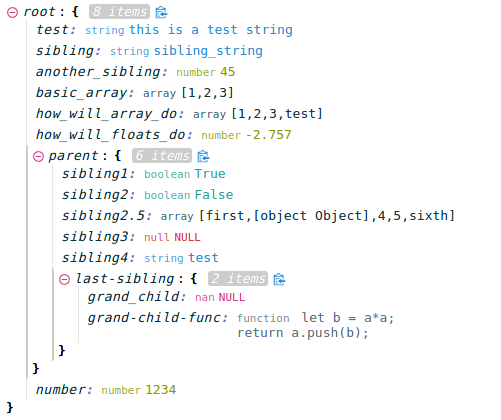 root: { 8 items
test: string this is a test string
sibling: string sibling_string
another_sibling: number 45
basic_array: array [1,2,3]
how_will_array_do: array [1,2,3,test]
how_will_floats_do: number -2.757
parent: { 6 items
sibling1: boolean True
sibling2: boolean False
sibling2.5: array [first,[object Object],4,5,sixth]
sibling3: null NULL
sibling4: string test
last-sibling: { 2 items
grand_child: nan NULL
grand-child-func: function let b = a*a;
return a.push(b);
}
}
number: number 1234
}